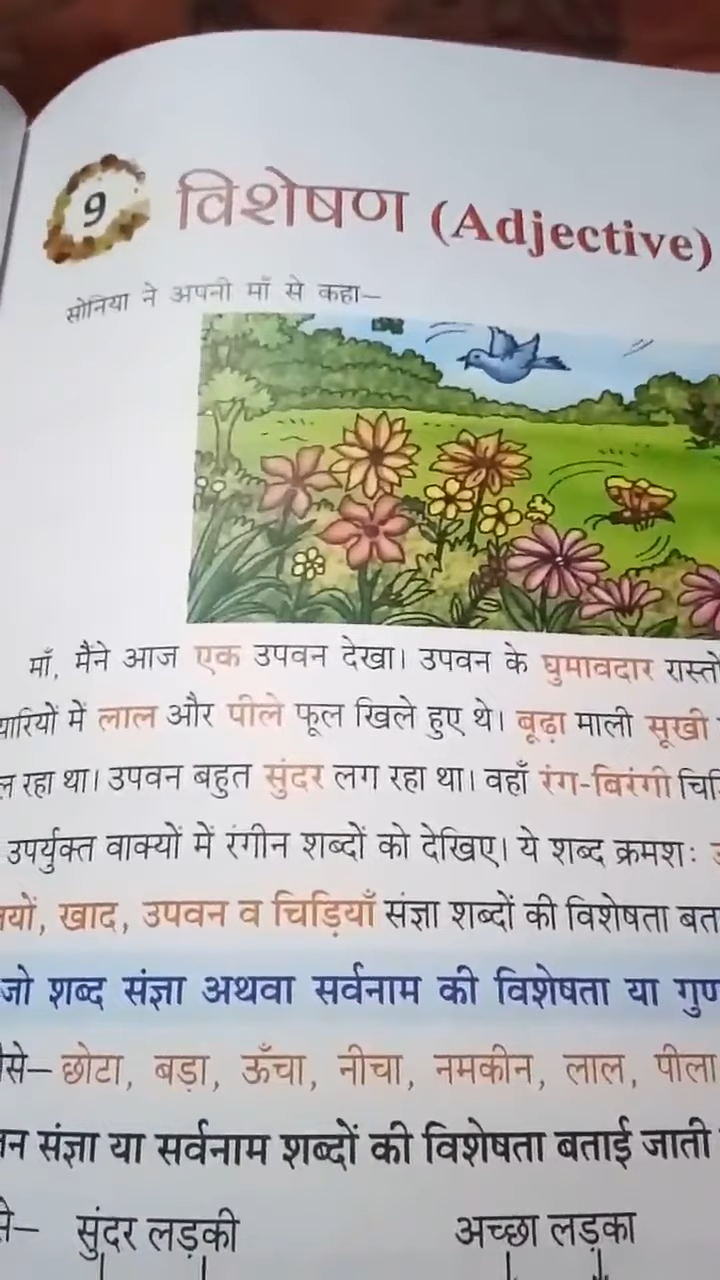 9
विशेषण (Adjective)
सोनिया ने अपनी माँ से कहा—
माँ, मैंने आज एक उपवन देखा। उपवन के घुमावदार रास्तों
में लाल और पीले फूल खिले हुए थे। बूढ़ा माली सूखी
रहा था। उपवन बहुत सुंदर लग रहा था। वहाँ रंग-बिरंगी
उपर्युक्त वाक्यों में रंगीन शब्दों को देखिए। ये शब्द क्रमशः
खाद, उपवन व चिड़ियाँ संज्ञा शब्दों की विशेषता
जो शब्द संज्ञा अथवा सर्वनाम की विशेषता या
छोटा, बड़ा, ऊँचा, नीचा, नमकीन, लाल, पीला
संज्ञा या सर्वनाम शब्दों की विशेषता बताई जाती
सुंदर लड़की अच्छा लड़का